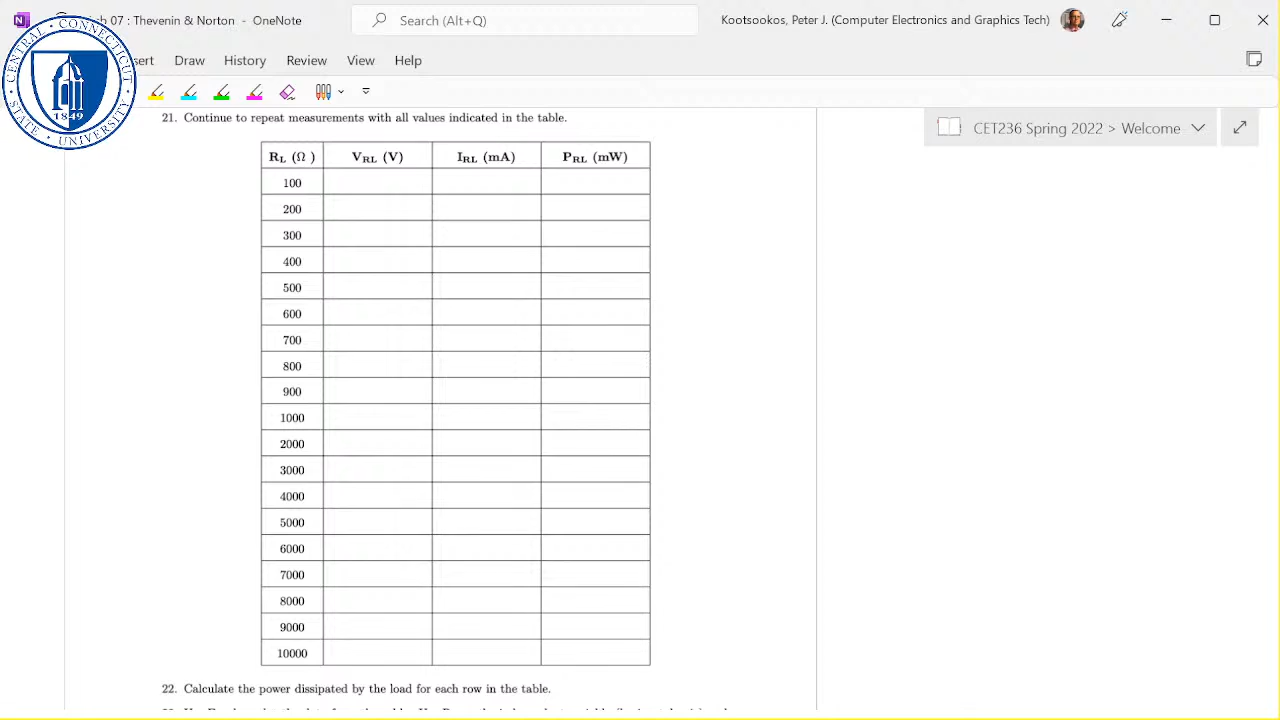 ch 07 : Thevenin & Norton - OneNote
Search (Alt+Q)
Kootsookos, Peter J. (Computer Electronics and Graphics Tech)
CENTRAL • CONNECTICUT
STATE • UNIVERSITY
1849
sert Draw History Review View Help
CET236 Spring 2022 > Welcome
21. Continue to repeat measurements with all values indicated in the table.
RL (Ω ) VRL (V) IRL (mA) PRL (mW)
100
200
300
400
500
600
700
800
900
1000
2000
3000
4000
5000
6000
7000
8000
9000
10000
22. Calculate the power dissipated by the load for each row in the table.